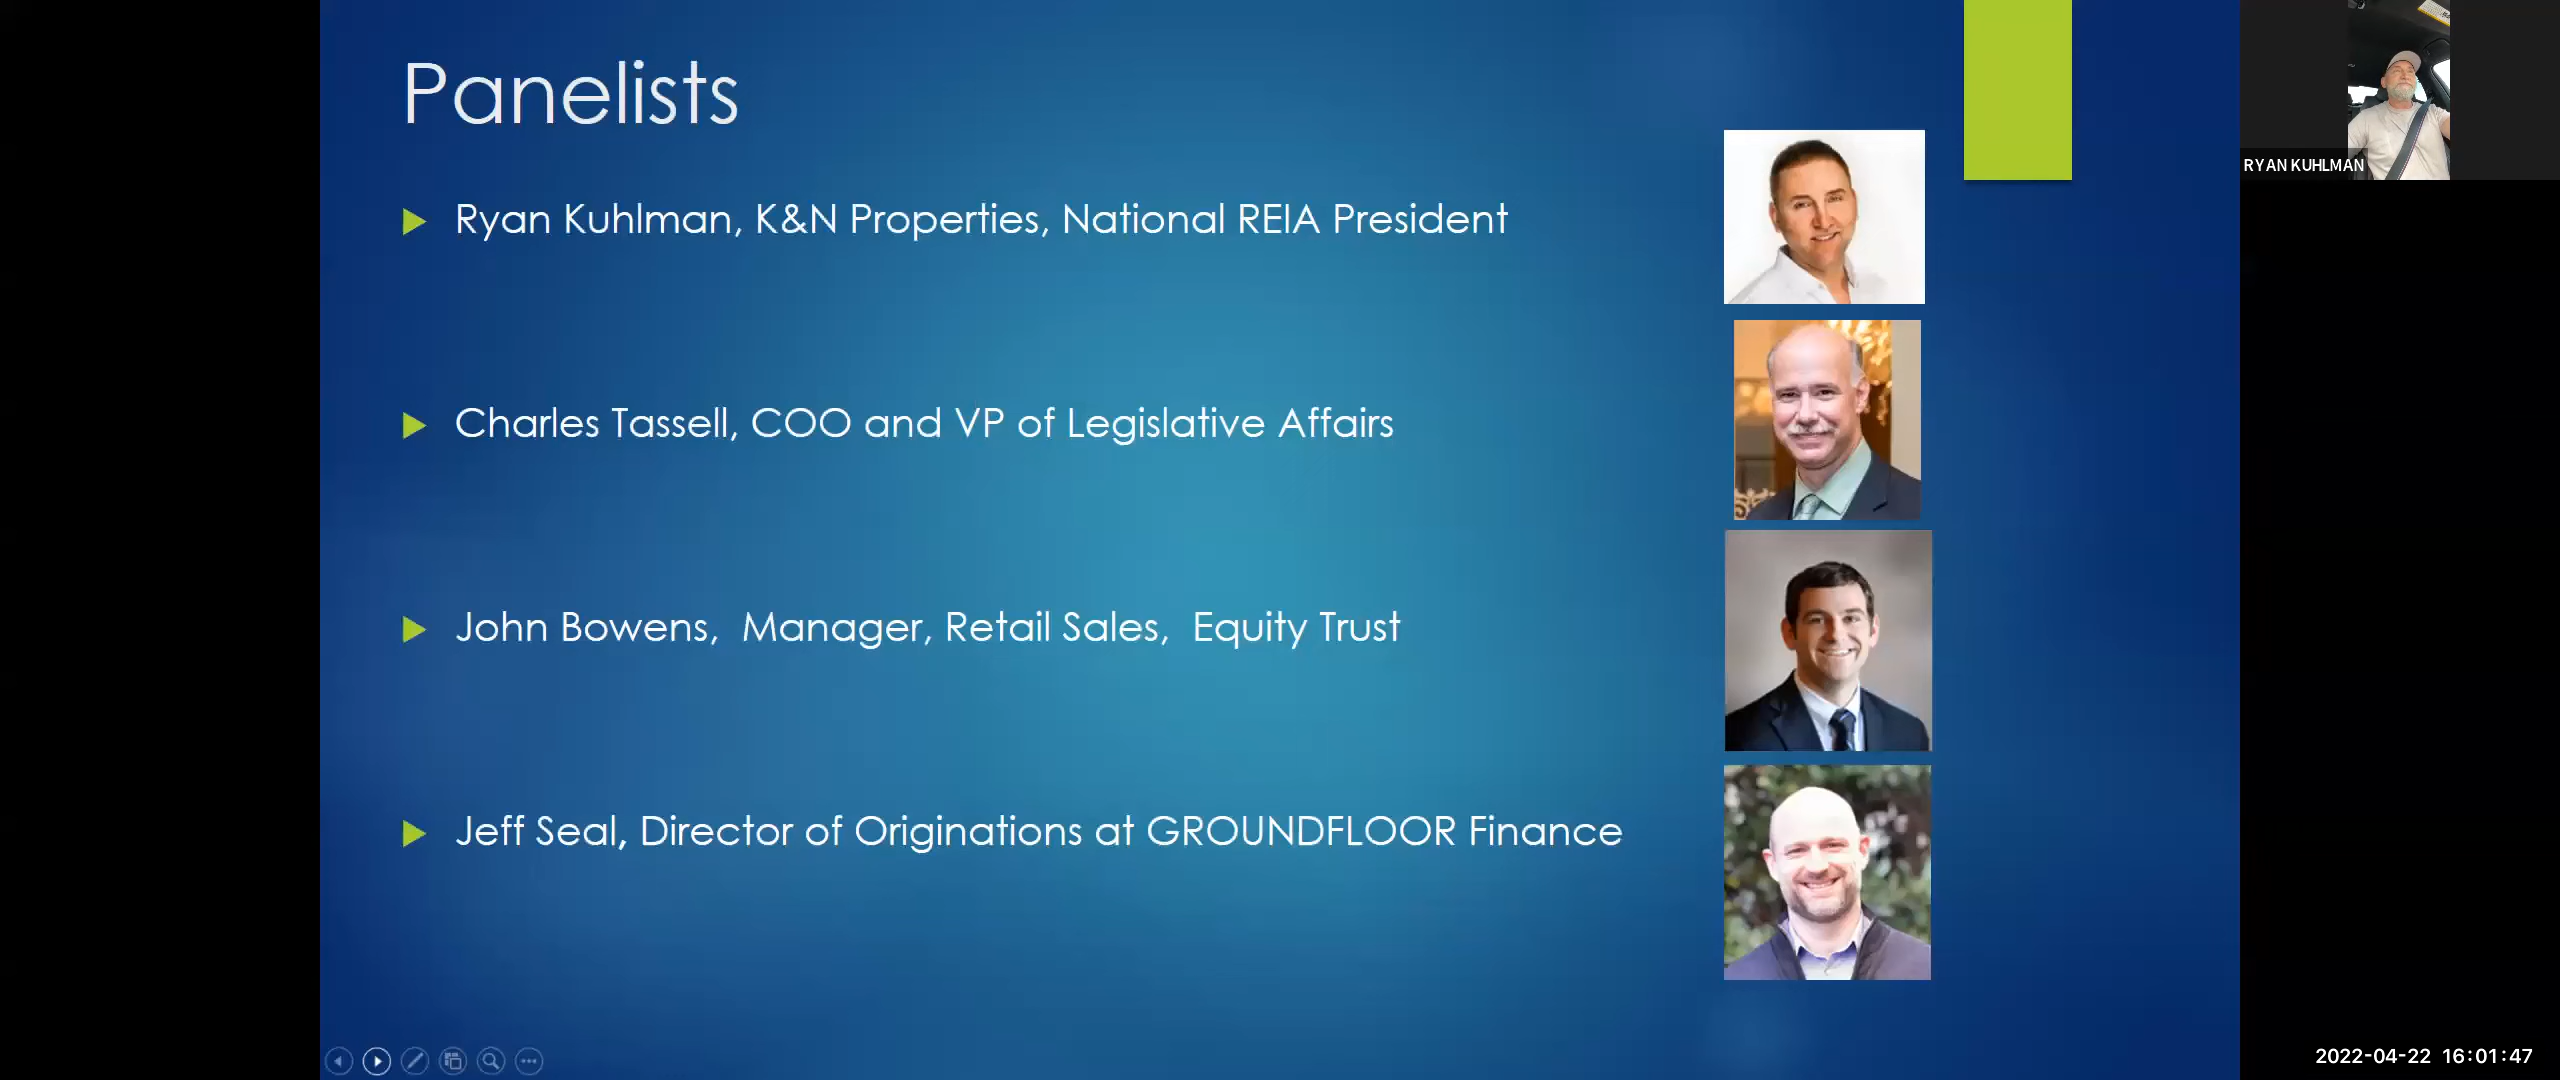 Panelists
Ryan Kuhlman, K&N Properties, National REIA President
Charles Tassell, COO and VP of Legislative Affairs
John Bowens,  Manager, Retail Sales,  Equity Trust
Jeff Seal, Director of Originations at GROUNDFLOOR Finance
RYAN KUHLMAN
2022-04-22  16:01:47